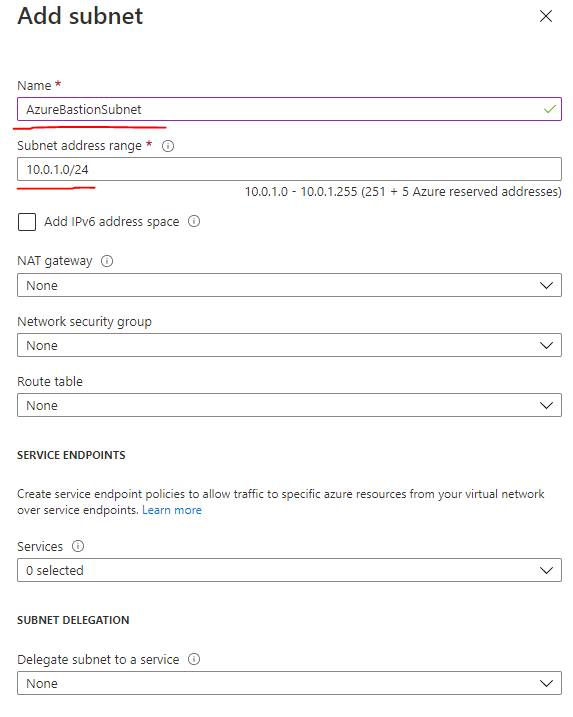 Add subnet
Name *
AzureBastionSubnet
Subnet address range *
10.0.1.0/24
10.0.1.0 - 10.0.1.255 (251 + 5 Azure reserved addresses)
Add IPv6 address space
NAT gateway
None
Network security group
None
Route table
None
SERVICE ENDPOINTS
Create service endpoint policies to allow traffic to specific azure resources from your virtual network
over service endpoints. Learn more
Services
0 selected
SUBNET DELEGATION
Delegate subnet to a service
None